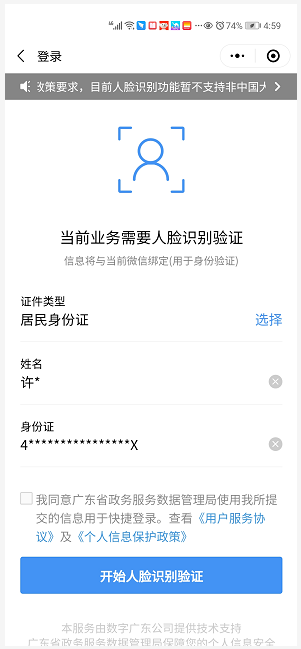 74% 4:59
登录
政策要求，目前人脸识别功能暂不支持非中国大
当前业务需要人脸识别验证
信息将与当前微信绑定(用于身份验证)
证件类型
居民身份证 选择
姓名
许*
身份证
4****************X
我同意广东省政务服务数据管理局使用我所提
交的信息用于快捷登录。查看《用户服务协
议》及《个人信息保护政策》
开始人脸识别验证
本服务由数字广东公司提供技术支持
广东省政务服务数据管理局保障您的个人信息安全